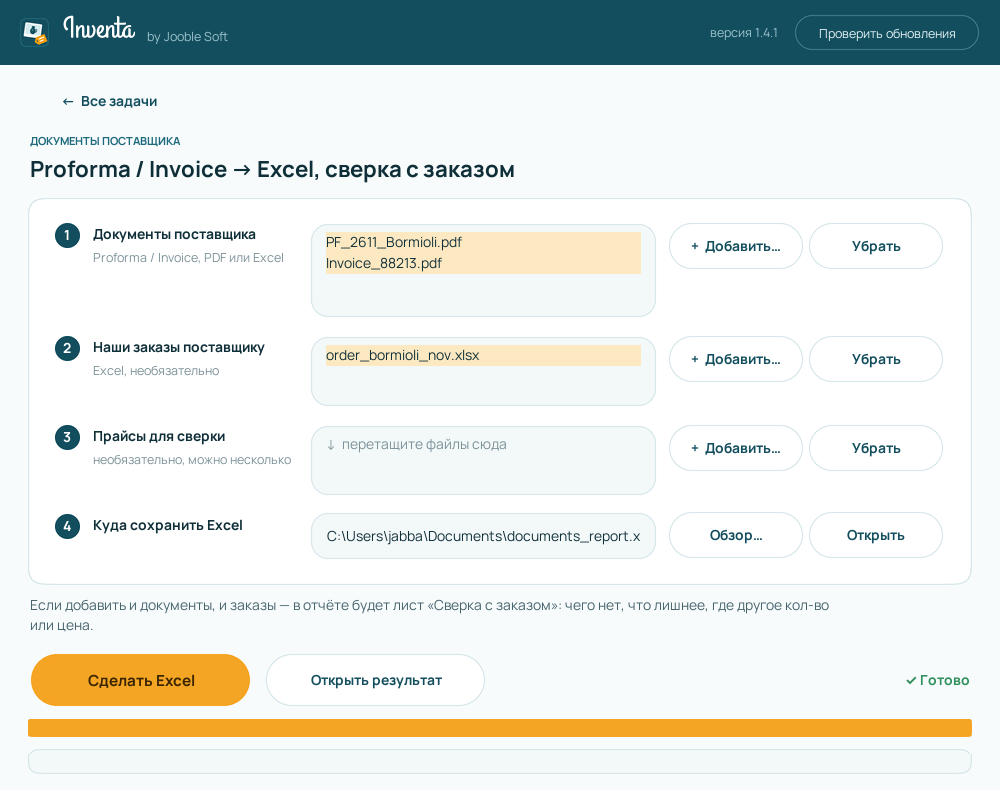 Inventa by Jooble Soft
версия 1.4.1
Проверить обновления
← Все задачи
ДОКУМЕНТЫ ПОСТАВЩИКА
Proforma / Invoice → Excel, сверка с заказом
1 Документы поставщика
Proforma / Invoice, PDF или Excel
PF_2611_Bormioli.pdf
Invoice_88213.pdf
+ Добавить...
Убрать
2 Наши заказы поставщику
Excel, необязательно
order_bormioli_nov.xlsx
+ Добавить...
Убрать
3 Прайсы для сверки
необязательно, можно несколько
↓ перетащите файлы сюда
+ Добавить...
Убрать
4 Куда сохранить Excel
C:\Users\jabba\Documents\documents_report.x
Обзор...
Открыть
Если добавить и документы, и заказы — в отчёте будет лист «Сверка с заказом»: чего нет, что лишнее, где другое кол-во
или цена.
Сделать Excel
Открыть результат
✓ Готово